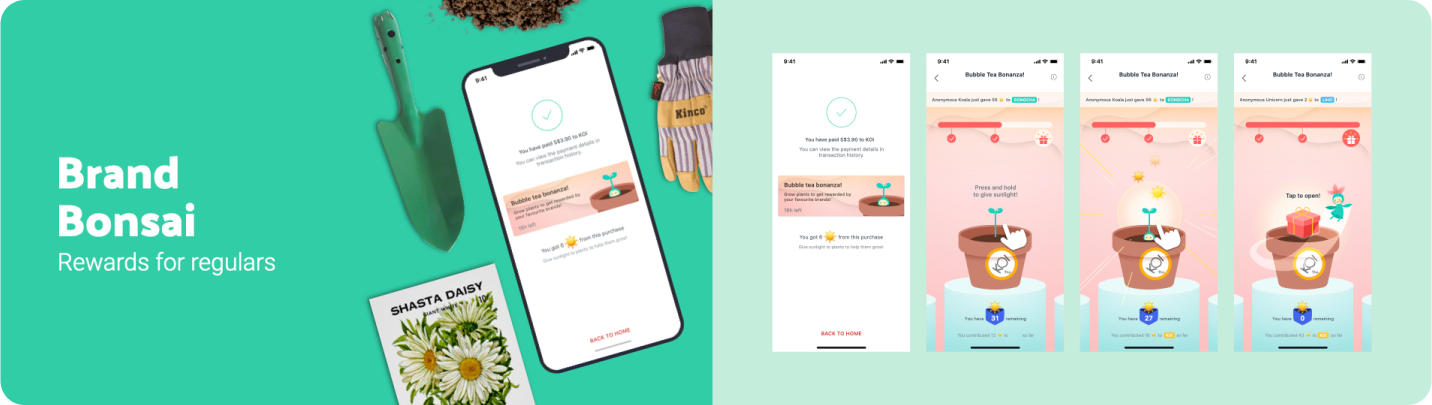 Brand
Bonsai
Rewards for regulars
Kinco
9:41
You have paid S$3.90 to KOI
You can view the payment details in
transaction history.
Bubble tea bonanza!
Grow plants to get rewarded by
your favourite brands!
18h left
You got 6 from this purchase
Give sunlight to plants to help them grow!
BACK TO HOME
SHASTA DAISY
9:41
You have paid S$3.90 to KOI
You can view the payment details in
transaction history.
Bubble tea bonanza!
Grow plants to get rewarded by
your favourite brands!
18h left
You got 6 from this purchase
Give sunlight to plants to help them grow!
BACK TO HOME
9:41
Bubble Tea Bonanza!
Anonymous Koala just gave 56 to GONGCHA !
Press and hold
to give sunlight!
KOI
You have 31 remaining
You contributed 12 to so far
9:41
Bubble Tea Bonanza!
Anonymous Koala just gave 56 to GONGCHA !
KOI
You have 27 remaining
You contributed 16 to KOI so far
9:41
Bubble Tea Bonanza!
Anonymous Unicorn just gave 2 to LIHO !
Tap to open!
KOI
You have 0 remaining
You contributed 43 to KOI so far